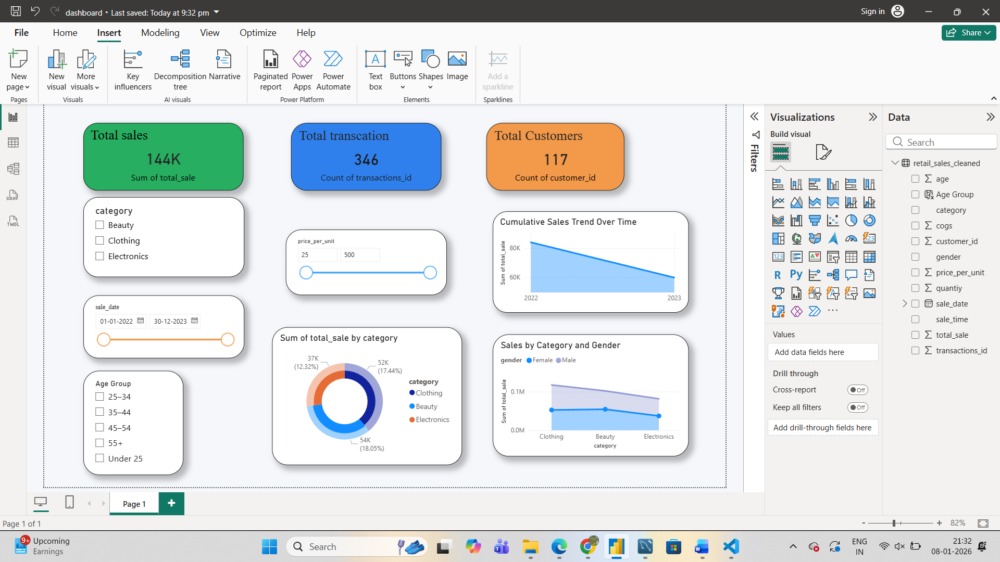 dashboard • Last saved: Today at 9:32 pm
Sign in
File Home Insert Modeling View Optimize Help
Share
New page
New visual
More visuals
Key influencers
Decomposition tree
Narrative
Paginated report
Power Apps
Power Automate
Text box
Buttons
Shapes
Image
Add a sparkline
Pages
Visuals
AI visuals
Power Platform
Elements
Sparklines
DAX
TMDL
Total sales
144K
Sum of total_sale
Total transcation
346
Count of transactions_id
Total Customers
117
Count of customer_id
category
Beauty
Clothing
Electronics
price_per_unit
25
500
Cumulative Sales Trend Over Time
Sum of total_sale
80K
60K
2022
2023
sale_date
01-01-2022
30-12-2023
Age Group
25–34
35–44
45–54
55+
Under 25
Sum of total_sale by category
37K
(12.32%)
52K
(17.44%)
54K
(18.05%)
category
Clothing
Beauty
Electronics
Sales by Category and Gender
gender Female Male
Sum of total_sale
0.1M
0.0M
Clothing
Beauty
Electronics
category
Filters
Visualizations
Build visual
123
123
R
Py
...
Values
Add data fields here
Drill through
Cross-report
Off
Keep all filters
Off
Add drill-through fields here
Data
Search
retail_sales_cleaned
age
Age Group
category
cogs
customer_id
gender
price_per_unit
quantiy
sale_date
sale_time
total_sale
transactions_id
Page 1
Page 1 of 1
- + 82%
9+
Upcoming
Earnings
Search
ENG
IN
21:32
08-01-2026